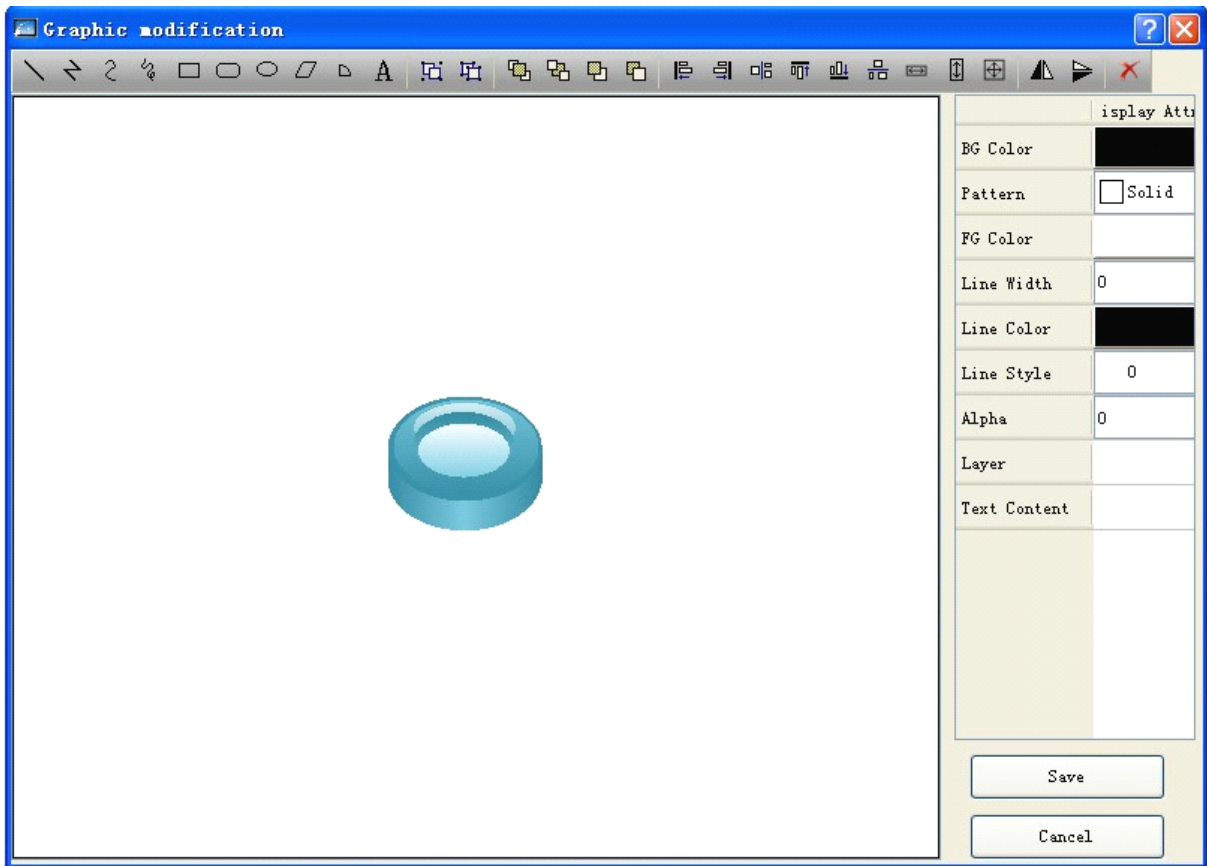 Graphic modification
A
isplay Attr
BG Color
Pattern Solid
FG Color
Line Width 0
Line Color
Line Style 0
Alpha 0
Layer
Text Content
Save
Cancel